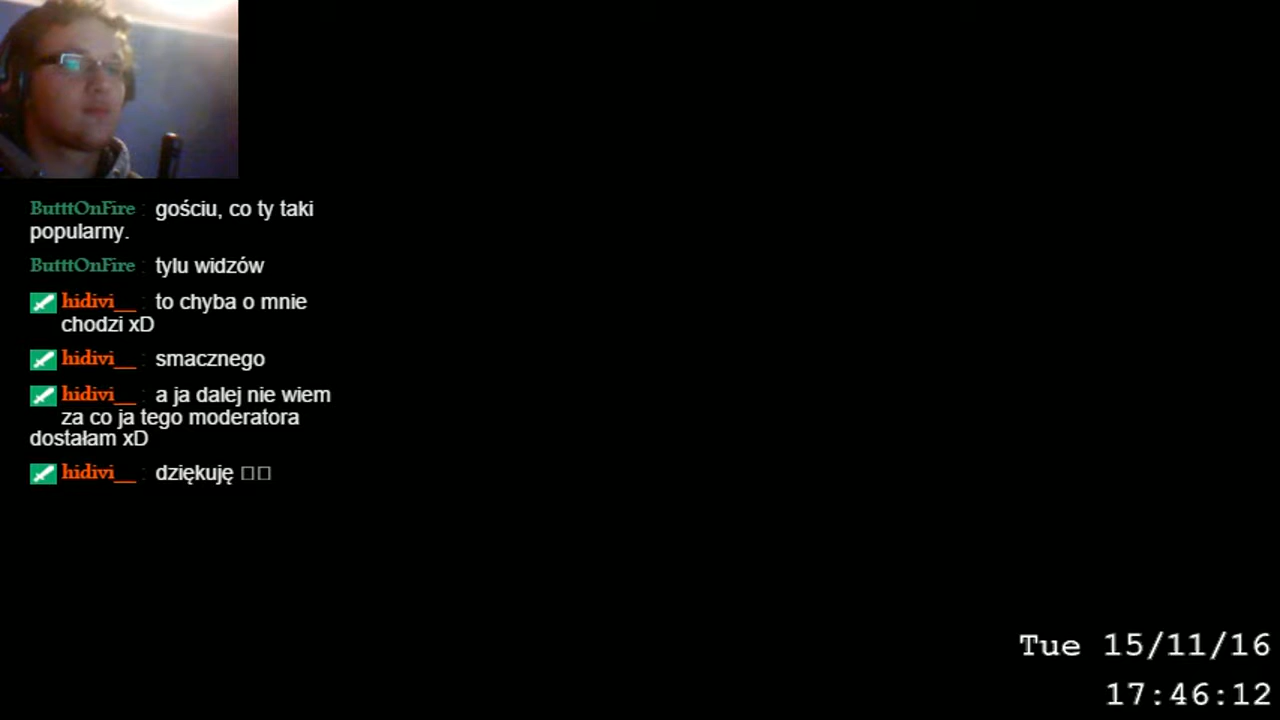 ButttOnFire : gościu, co ty taki
popularny.
ButttOnFire : tylu widzów
hidivi__ : to chyba o mnie
chodzi xD
hidivi__ : smacznego
hidivi__ : a ja dalej nie wiem
za co ja tego moderatora
dostałam xD
hidivi__ : dziękuję □□
Tue 15/11/16
17:46:12